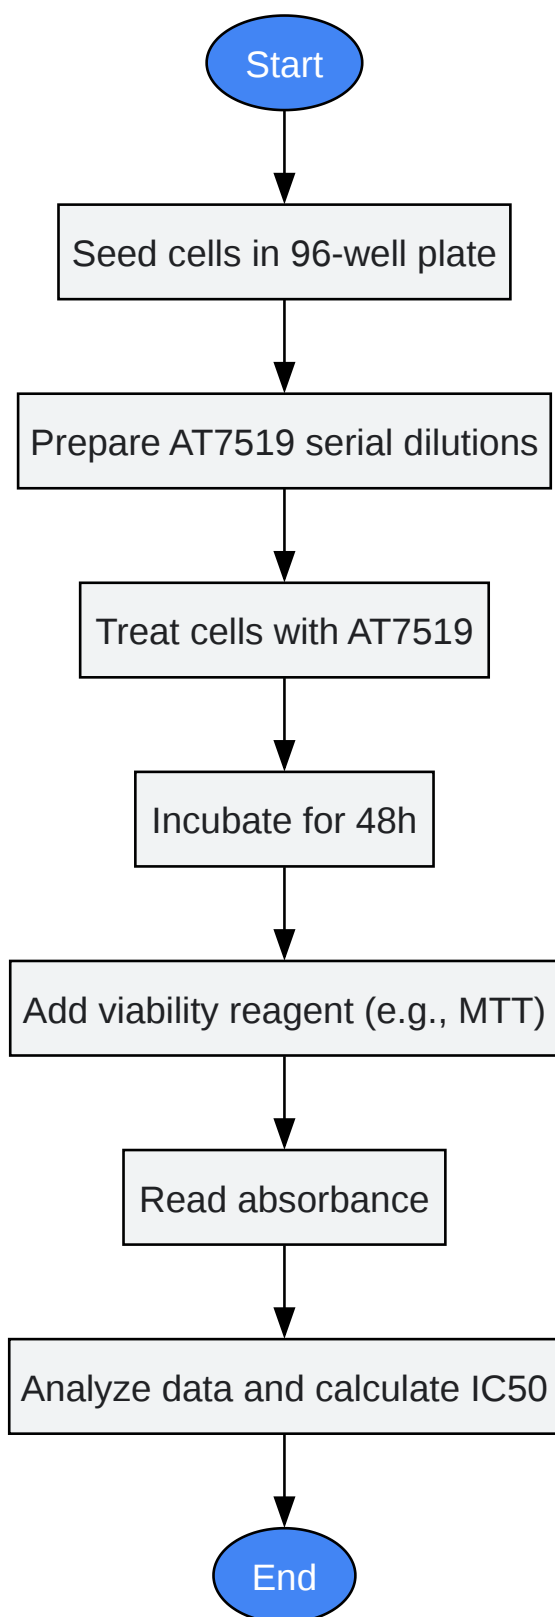 Start
Seed cells in 96-well plate
Prepare AT7519 serial dilutions
Treat cells with AT7519
Incubate for 48h
Add viability reagent (e.g., MTT)
Read absorbance
Analyze data and calculate IC50
End